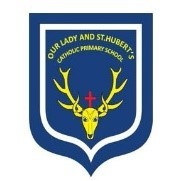 OUR LADY AND ST.HUBERT'S
CATHOLIC PRIMARY SCHOOL